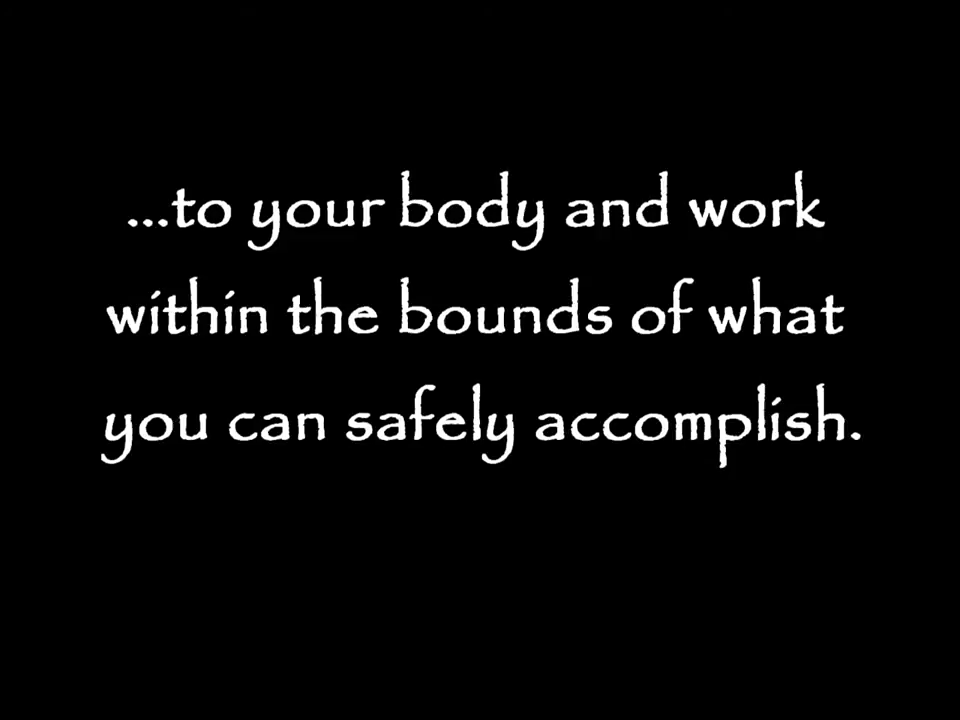 ...to your body and work
within the bounds of what
you can safely accomplish.